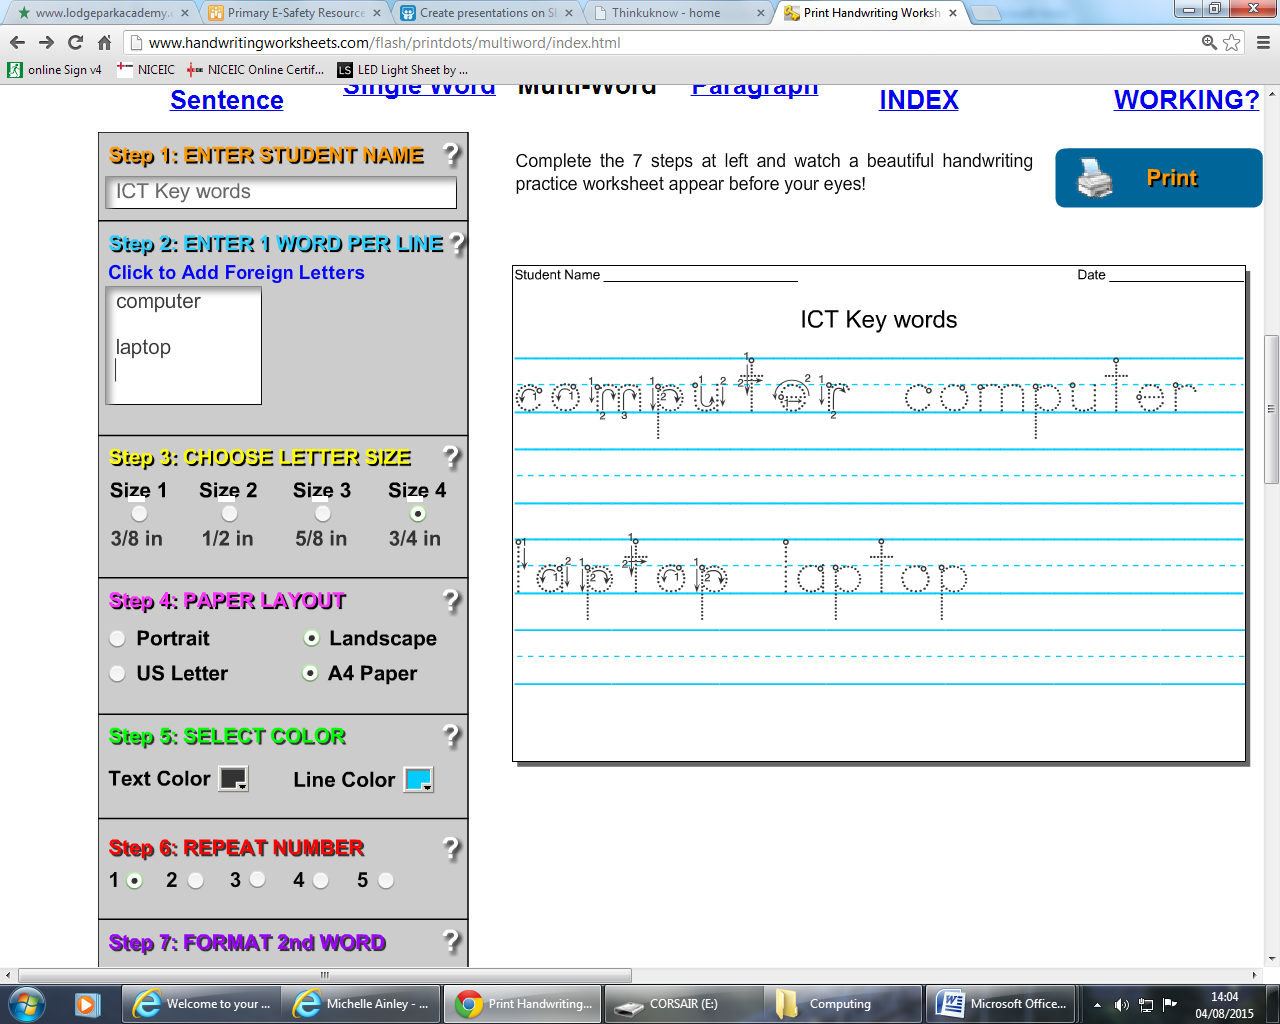 www.lodgeparkacademy.
Primary E-Safety Resource
Create presentations on Sl
Thinkuknow - home
Print Handwriting Worksh
www.handwritingworksheets.com/flash/printdots/multiword/index.html
online Sign v4
NICEIC
NICEIC Online Certif...
LS LED Light Sheet by ...
Sentence
Single Word
Multi-Word
Paragraph
INDEX
WORKING?
Step 1: ENTER STUDENT NAME ?
ICT Key words
Step 2: ENTER 1 WORD PER LINE ?
Click to Add Foreign Letters
computer
laptop
Step 3: CHOOSE LETTER SIZE ?
Size 1 Size 2 Size 3 Size 4
3/8 in 1/2 in 5/8 in 3/4 in
Step 4: PAPER LAYOUT ?
Portrait Landscape
US Letter A4 Paper
Step 5: SELECT COLOR ?
Text Color Line Color
Step 6: REPEAT NUMBER ?
1 2 3 4 5
Step 7: FORMAT 2nd WORD ?
Complete the 7 steps at left and watch a beautiful handwriting
practice worksheet appear before your eyes!
Print
Student Name Date
ICT Key words
computer computer
laptop laptop
Welcome to your ...
Michelle Ainley - ...
Print Handwriting...
CORSAIR (E:)
Computing
Microsoft Office...
14:04
04/08/2015